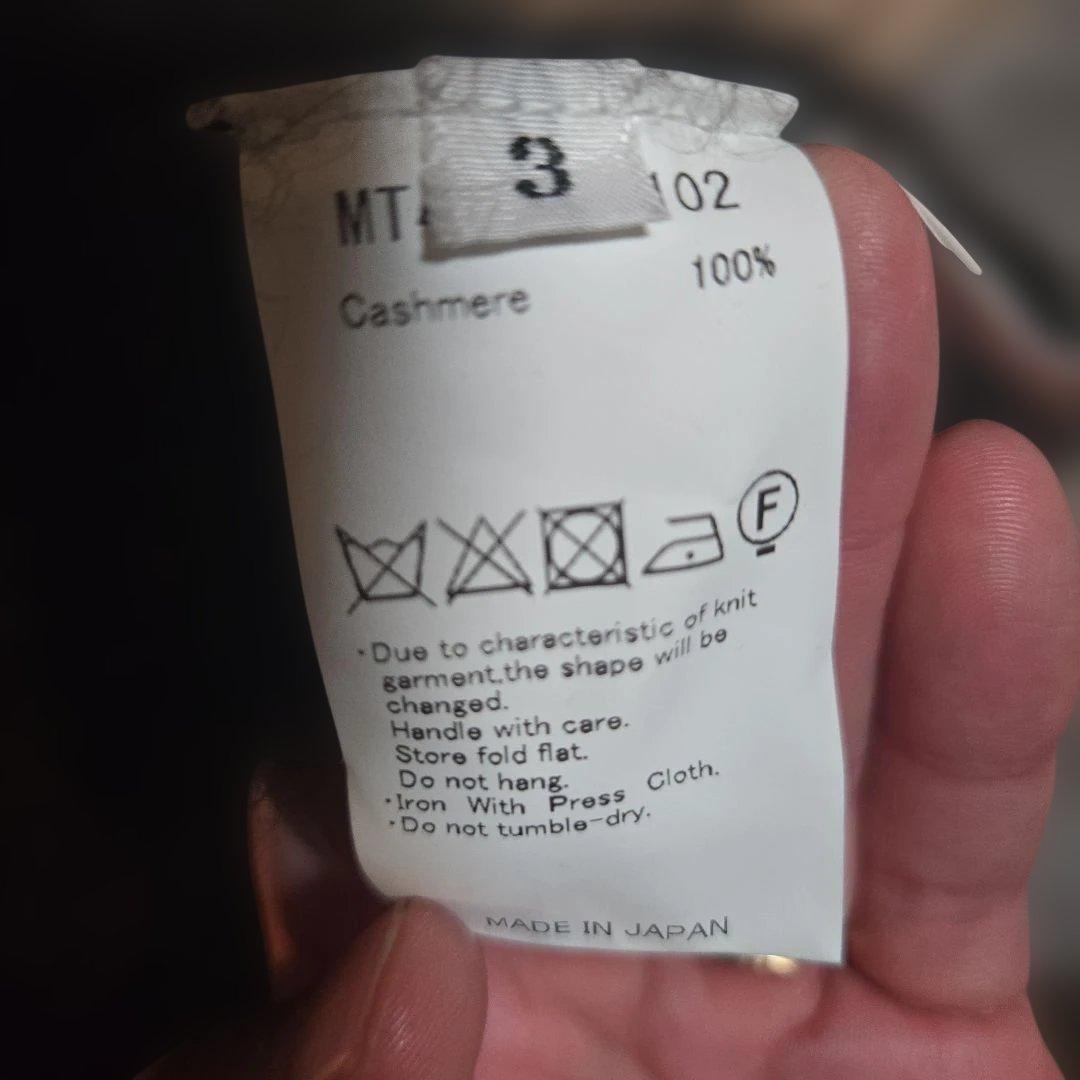 3
MT4 102
100%
Cashmere
F
・Due to characteristic of knit
garment,the shape will be
changed.
Handle with care.
Store fold flat.
Do not hang.
・Iron With Press Cloth.
・Do not tumble-dry.
MADE IN JAPAN